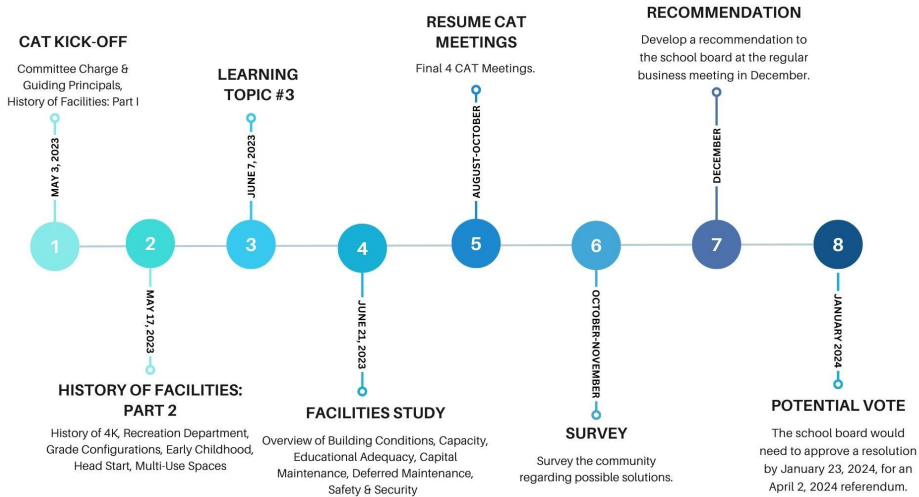 CAT KICK-OFF
Committee Charge &
Guiding Principals,
History of Facilities: Part I
MAY 3, 2023
1
2
MAY 17, 2023
HISTORY OF FACILITIES:
PART 2
History of 4K, Recreation Department,
Grade Configurations, Early Childhood,
Head Start, Multi-Use Spaces
LEARNING
TOPIC #3
JUNE 7, 2023
3
4
JUNE 21, 2023
FACILITIES STUDY
Overview of Building Conditions, Capacity,
Educational Adequacy, Capital
Maintenance, Deferred Maintenance,
Safety & Security
RESUME CAT
MEETINGS
Final 4 CAT Meetings.
AUGUST-OCTOBER
5
6
OCTOBER-NOVEMBER
SURVEY
Survey the community
regarding possible solutions.
RECOMMENDATION
Develop a recommendation to
the school board at the regular
business meeting in December.
DECEMBER
7
8
JANUARY 2024
POTENTIAL VOTE
The school board would
need to approve a resolution
by January 23, 2024, for an
April 2, 2024 referendum.